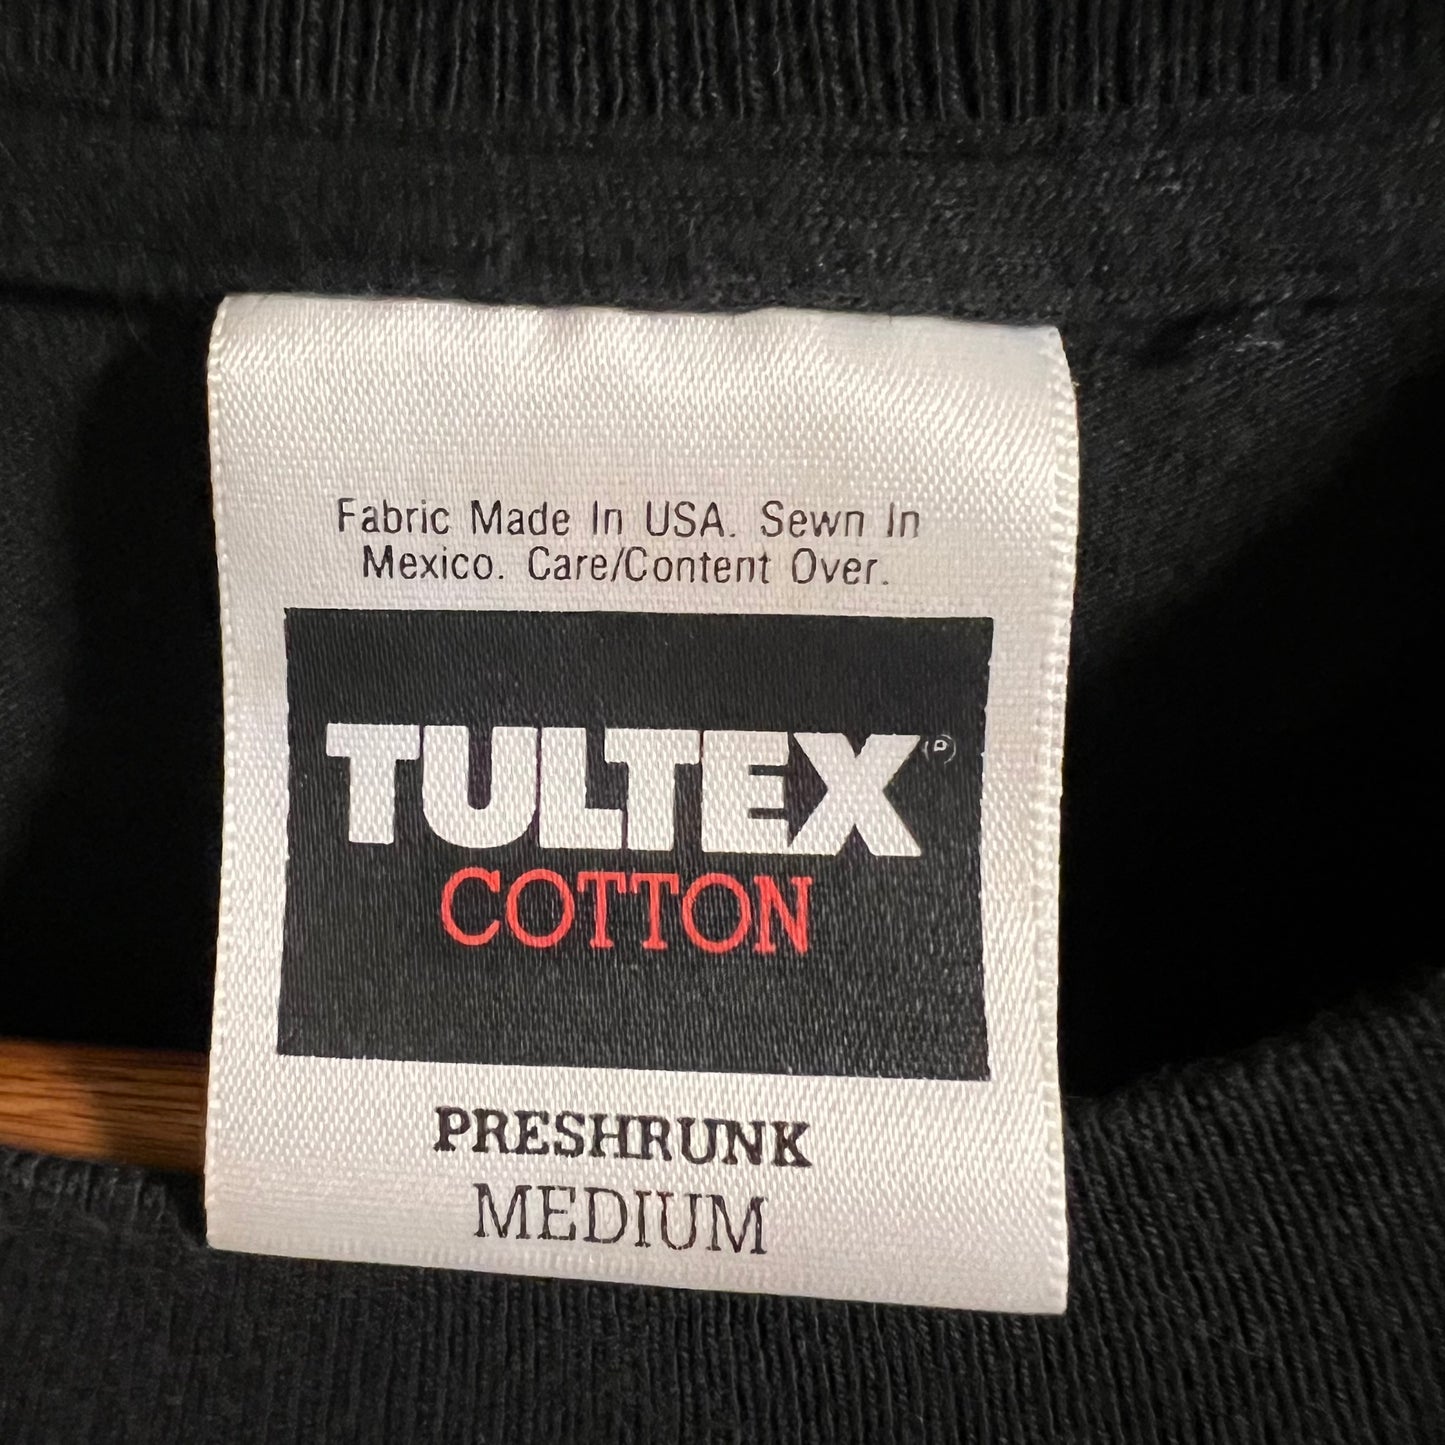 Fabric Made In USA. Sewn In
Mexico. Care/Content Over.
TULTEX®
COTTON
PRESHRUNK
MEDIUM